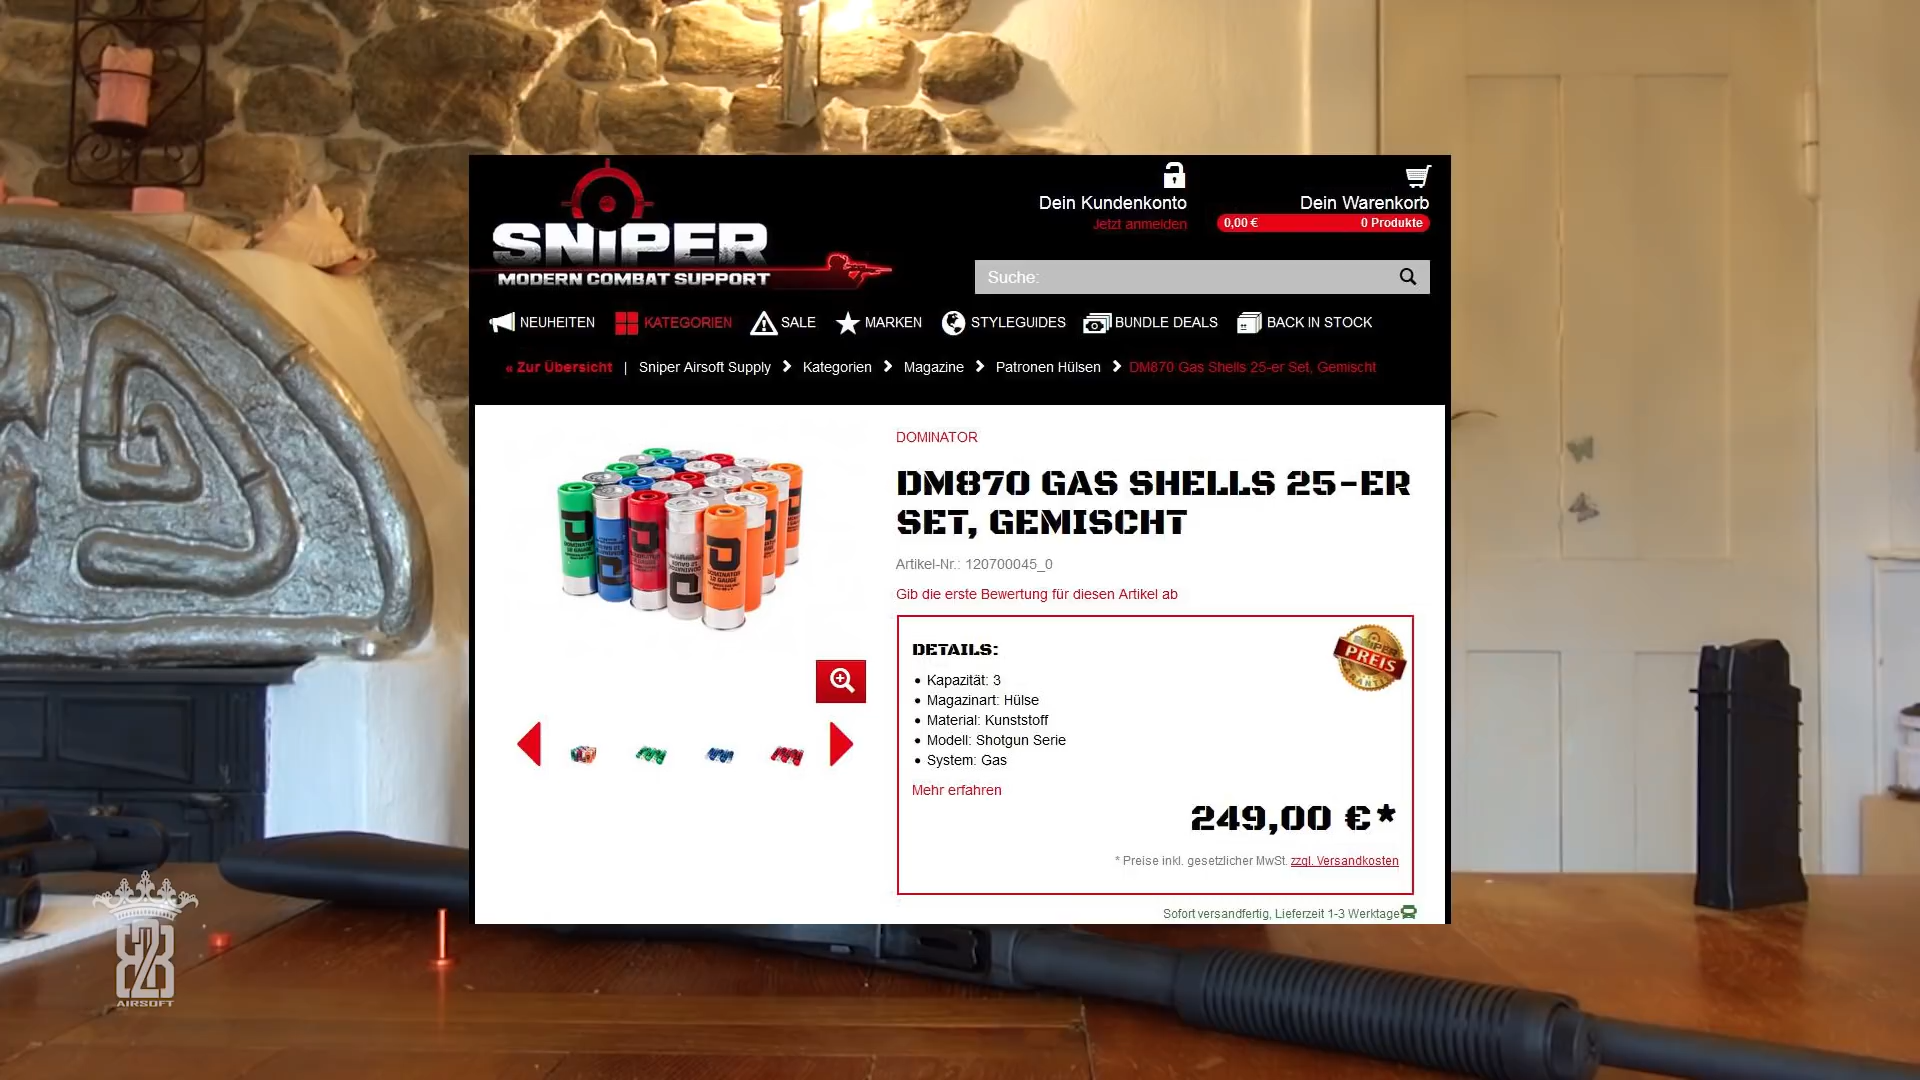 SNIPER
MODERN COMBAT SUPPORT
Dein Kundenkonto
Jetzt anmelden
Dein Warenkorb
0,00 € 0 Produkte
Suche:
NEUHEITEN KATEGORIEN SALE MARKEN STYLEGUIDES BUNDLE DEALS BACK IN STOCK
« Zur Übersicht | Sniper Airsoft Supply Kategorien Magazine Patronen Hülsen DM870 Gas Shells 25-er Set, Gemischt
DOMINATOR
DM870 GAS SHELLS 25-ER
SET, GEMISCHT
Artikel-Nr.: 120700045_0
Gib die erste Bewertung für diesen Artikel ab
DETAILS:
• Kapazität: 3
• Magazinart: Hülse
• Material: Kunststoff
• Modell: Shotgun Serie
• System: Gas
Mehr erfahren
SNIPER
PREIS
249,00 €*
* Preise inkl. gesetzlicher MwSt. zzgl. Versandkosten
Sofort versandfertig, Lieferzeit 1-3 Werktage
DOMINATOR
12 GAUGE
AIRSOFT